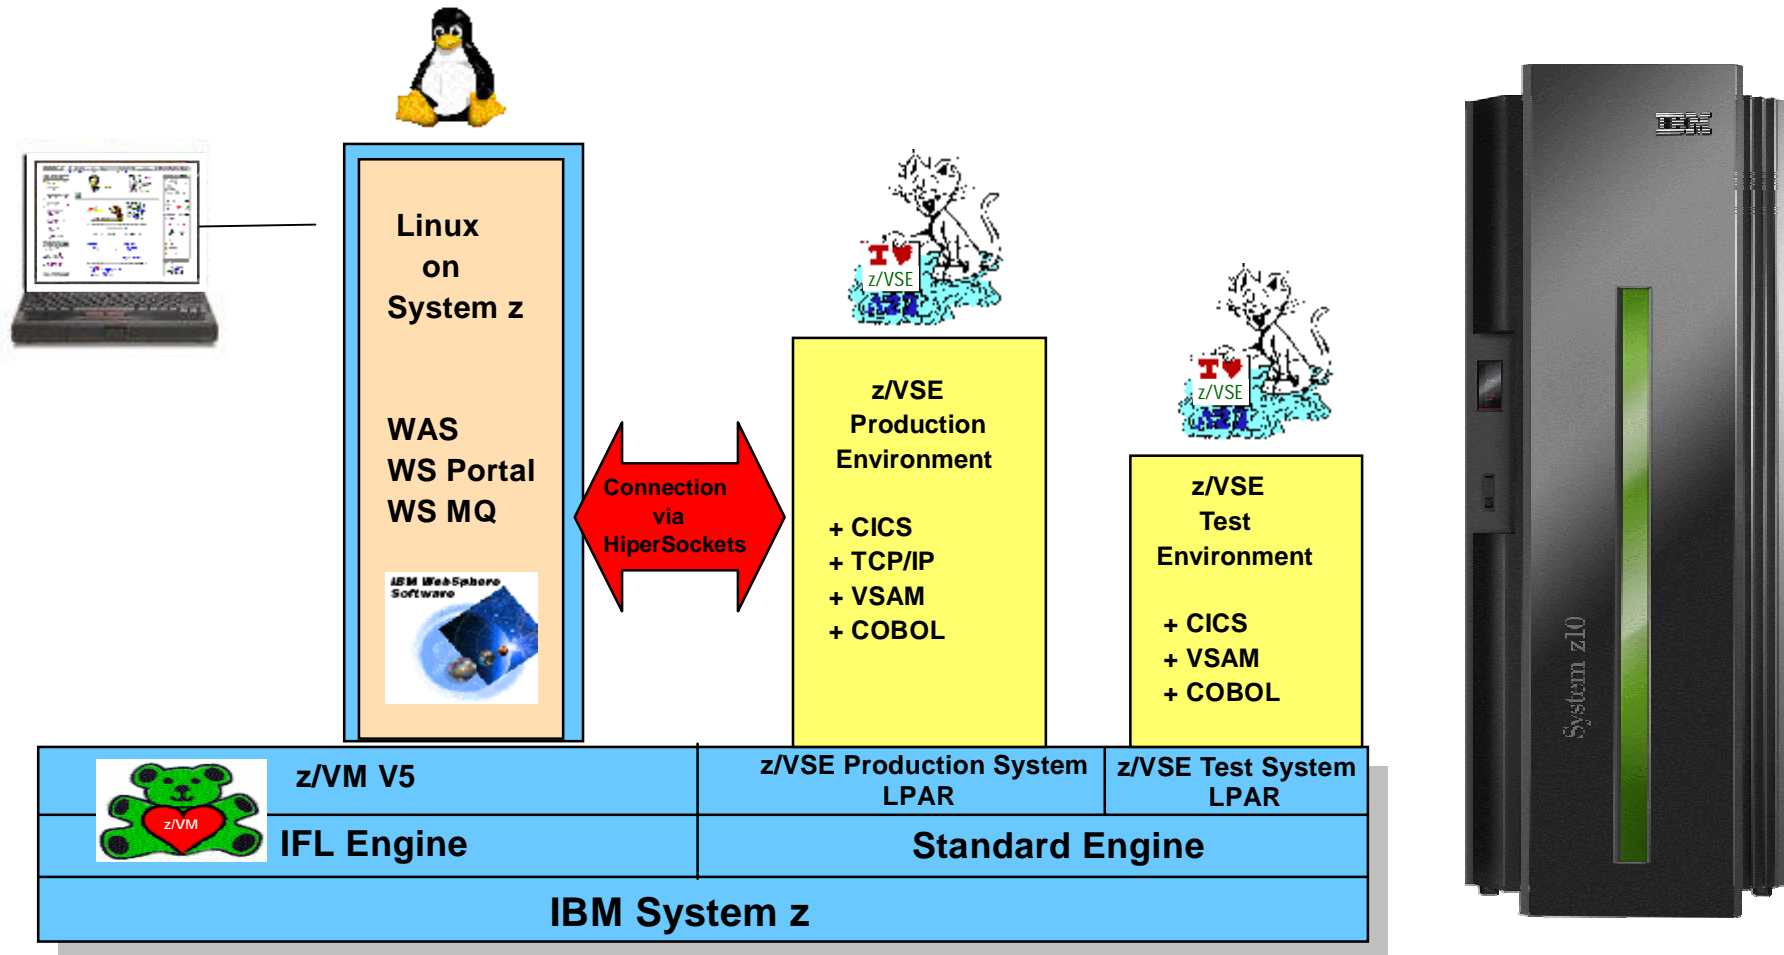 Linux
on
System z
WAS
WS Portal
WS MQ
IBM WebSphere
Software
Connection
via
HiperSockets
I
z/VSE
z/VSE
Production
Environment
+ CICS
+ TCP/IP
+ VSAM
+ COBOL
I
z/VSE
z/VSE
Test
Environment
+ CICS
+ VSAM
+ COBOL
z/VM
z/VM V5
z/VSE Production System
LPAR
z/VSE Test System
LPAR
IFL Engine
Standard Engine
IBM System z
IBM
System z10